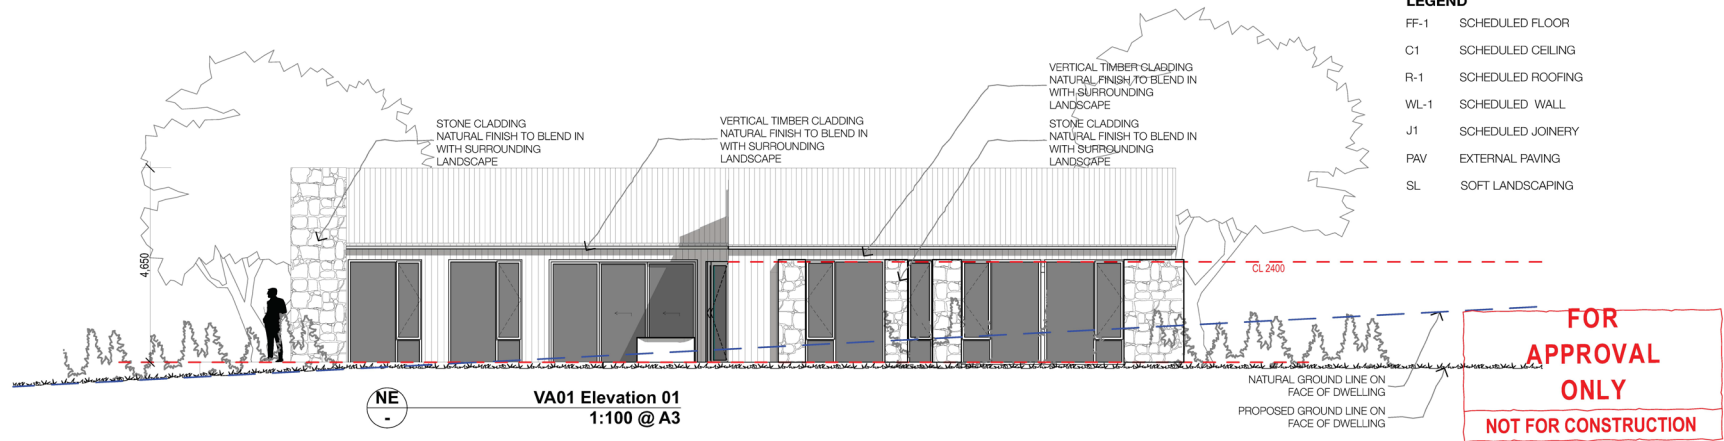 LEGEND
FF-1 SCHEDULED FLOOR
C1 SCHEDULED CEILING
R-1 SCHEDULED ROOFING
WL-1 SCHEDULED WALL
J1 SCHEDULED JOINERY
PAV EXTERNAL PAVING
SL SOFT LANDSCAPING
STONE CLADDING
NATURAL FINISH TO BLEND IN
WITH SURROUNDING
LANDSCAPE
VERTICAL TIMBER CLADDING
NATURAL FINISH TO BLEND IN
WITH SURROUNDING
LANDSCAPE
VERTICAL TIMBER CLADDING
NATURAL FINISH TO BLEND IN
WITH SURROUNDING
LANDSCAPE
STONE CLADDING
NATURAL FINISH TO BLEND IN
WITH SURROUNDING
LANDSCAPE
4,650
CL 2400
NATURAL GROUND LINE ON
FACE OF DWELLING
PROPOSED GROUND LINE ON
FACE OF DWELLING
NE
-
VA01 Elevation 01
1:100 @ A3
FOR
APPROVAL
ONLY
NOT FOR CONSTRUCTION